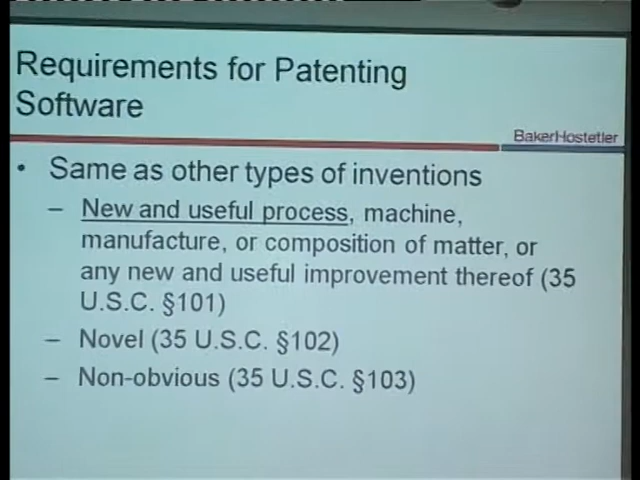 Requirements for Patenting
Software
BakerHostetler
• Same as other types of inventions
– New and useful process, machine,
manufacture, or composition of matter, or
any new and useful improvement thereof (35
U.S.C. §101)
– Novel (35 U.S.C. §102)
– Non-obvious (35 U.S.C. §103)